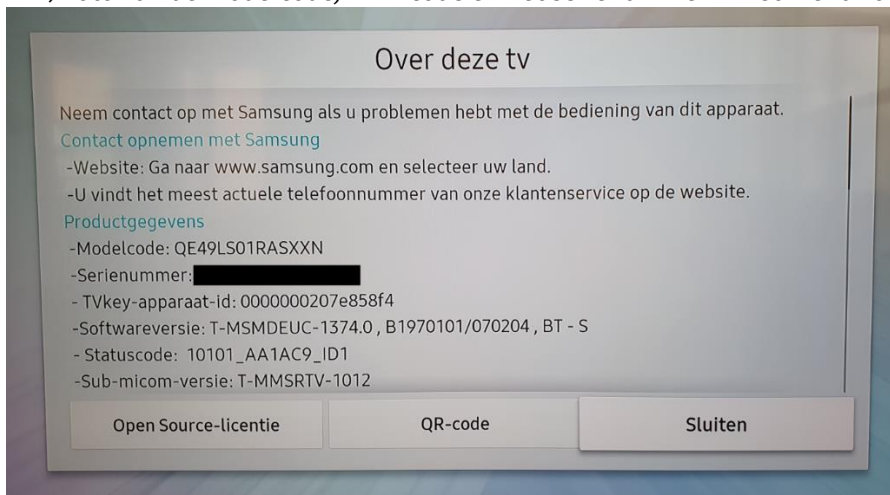 Over deze tv
Neem contact op met Samsung als u problemen hebt met de bediening van dit apparaat.
Contact opnemen met Samsung
-Website: Ga naar www.samsung.com en selecteer uw land.
-U vindt het meest actuele telefoonnummer van onze klantenservice op de website.
Productgegevens
-Modelcode: QE49LS01RASXXN
-Serienummer:
- TVkey-apparaat-id: 0000000207e858f4
-Softwareversie: T-MSMDEUC-1374.0 , B1970101/070204 , BT - S
- Statuscode: 10101_AA1AC9_ID1
-Sub-micom-versie: T-MMSRTV-1012
Open Source-licentie
QR-code
Sluiten